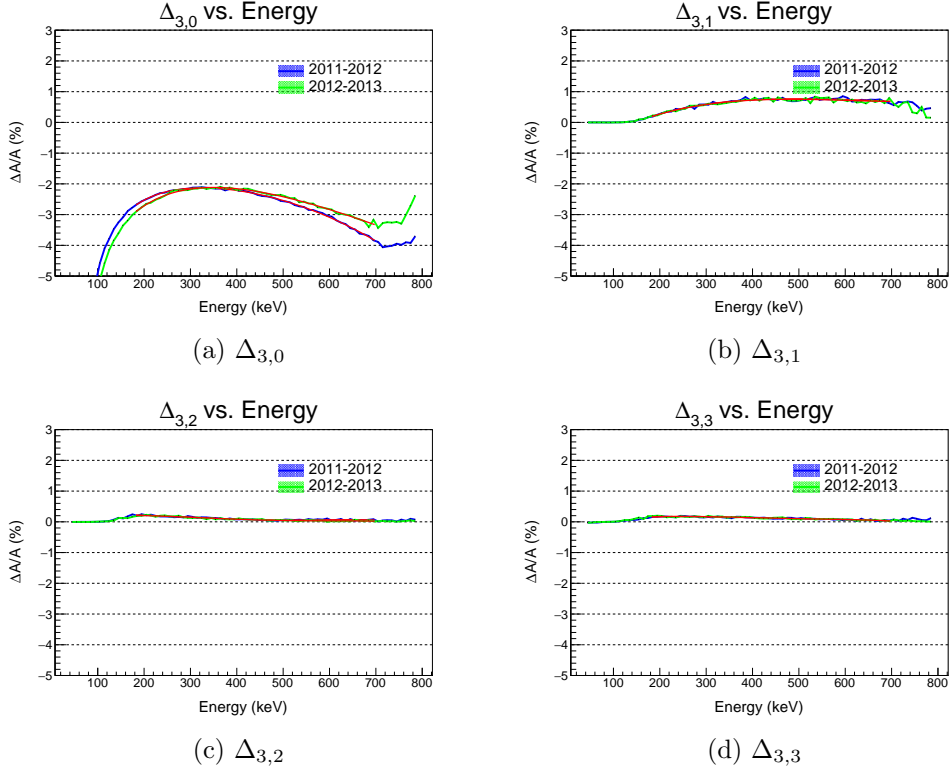 Δ3,0 vs. Energy
ΔA/A (%)
3
2
1
0
−1
−2
−3
−4
−5
2011-2012
2012-2013
100 200 300 400 500 600 700 800
Energy (keV)
(a) Δ3,0
Δ3,1 vs. Energy
ΔA/A (%)
3
2
1
0
−1
−2
−3
−4
−5
2011-2012
2012-2013
100 200 300 400 500 600 700 800
Energy (keV)
(b) Δ3,1
Δ3,2 vs. Energy
ΔA/A (%)
3
2
1
0
−1
−2
−3
−4
−5
2011-2012
2012-2013
100 200 300 400 500 600 700 800
Energy (keV)
(c) Δ3,2
Δ3,3 vs. Energy
ΔA/A (%)
3
2
1
0
−1
−2
−3
−4
−5
2011-2012
2012-2013
100 200 300 400 500 600 700 800
Energy (keV)
(d) Δ3,3